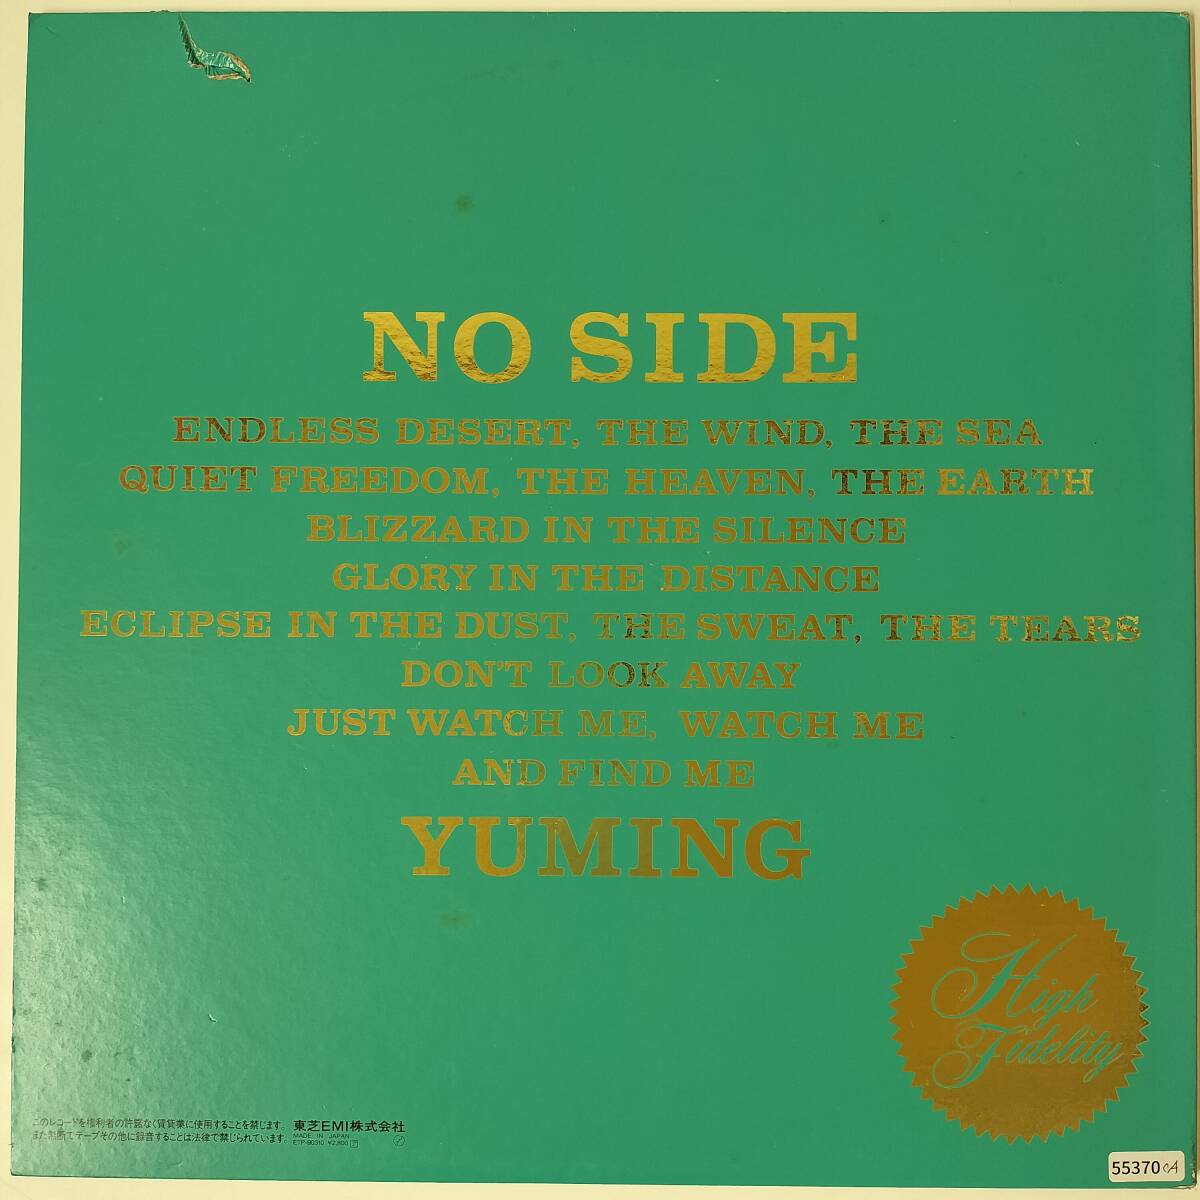 NO SIDE
ENDLESS DESERT, THE WIND, THE SEA
QUIET FREEDOM, THE HEAVEN, THE EARTH
BLIZZARD IN THE SILENCE
GLORY IN THE DISTANCE
ECLIPSE IN THE DUST, THE SWEAT, THE TEARS
DON'T LOOK AWAY
JUST WATCH ME, WATCH ME
AND FIND ME
YUMING
High
Fidelity
このレコードを権利者の許諾なく賃貸業に使用することを禁じます。
また無断でテープその他に録音することは法律で禁じられています。
東芝EMI株式会社
MADE IN JAPAN
ETP-90310 ¥2,800
55370